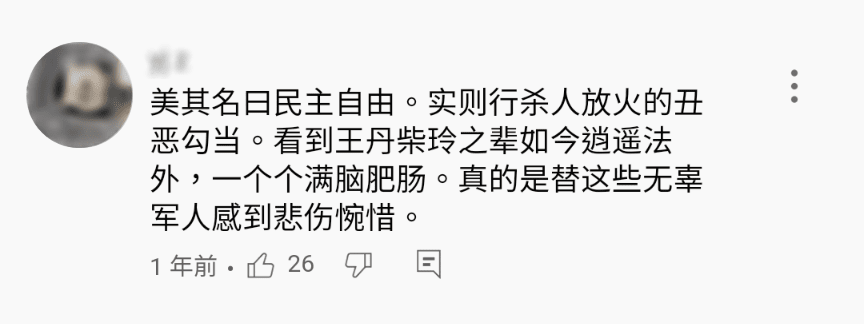 美其名曰民主自由。实则行杀人放火的丑
恶勾当。看到王丹柴玲之辈如今逍遥法
外，一个个满脑肥肠。真的是替这些无辜
军人感到悲伤惋惜。
1 年前 · 26